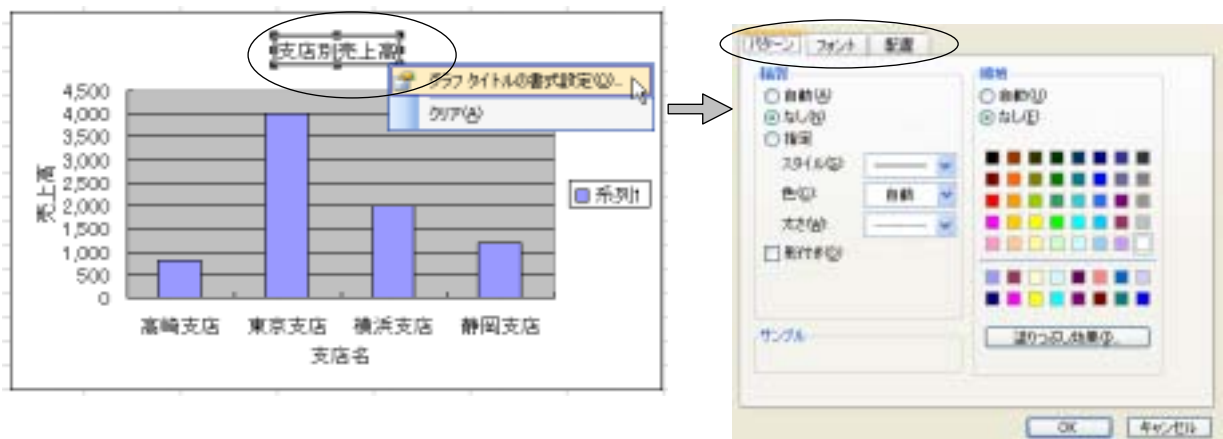 支店別売上高
グラフ タイトルの書式設定(O)...
クリア(A)
4,500
4,000
3,500
3,000
2,500
2,000
1,500
1,000
500
0
売上高
系列1
高崎支店 東京支店 横浜支店 静岡支店
支店名
パターン フォント 配置
輪郭
自動(A)
なし(N)
指定
スタイル(S):
色(C): 自動
太さ(W):
影付き(D)
サンプル
領域
自動(U)
なし(E)
塗りつぶし効果(I)...
OK キャンセル